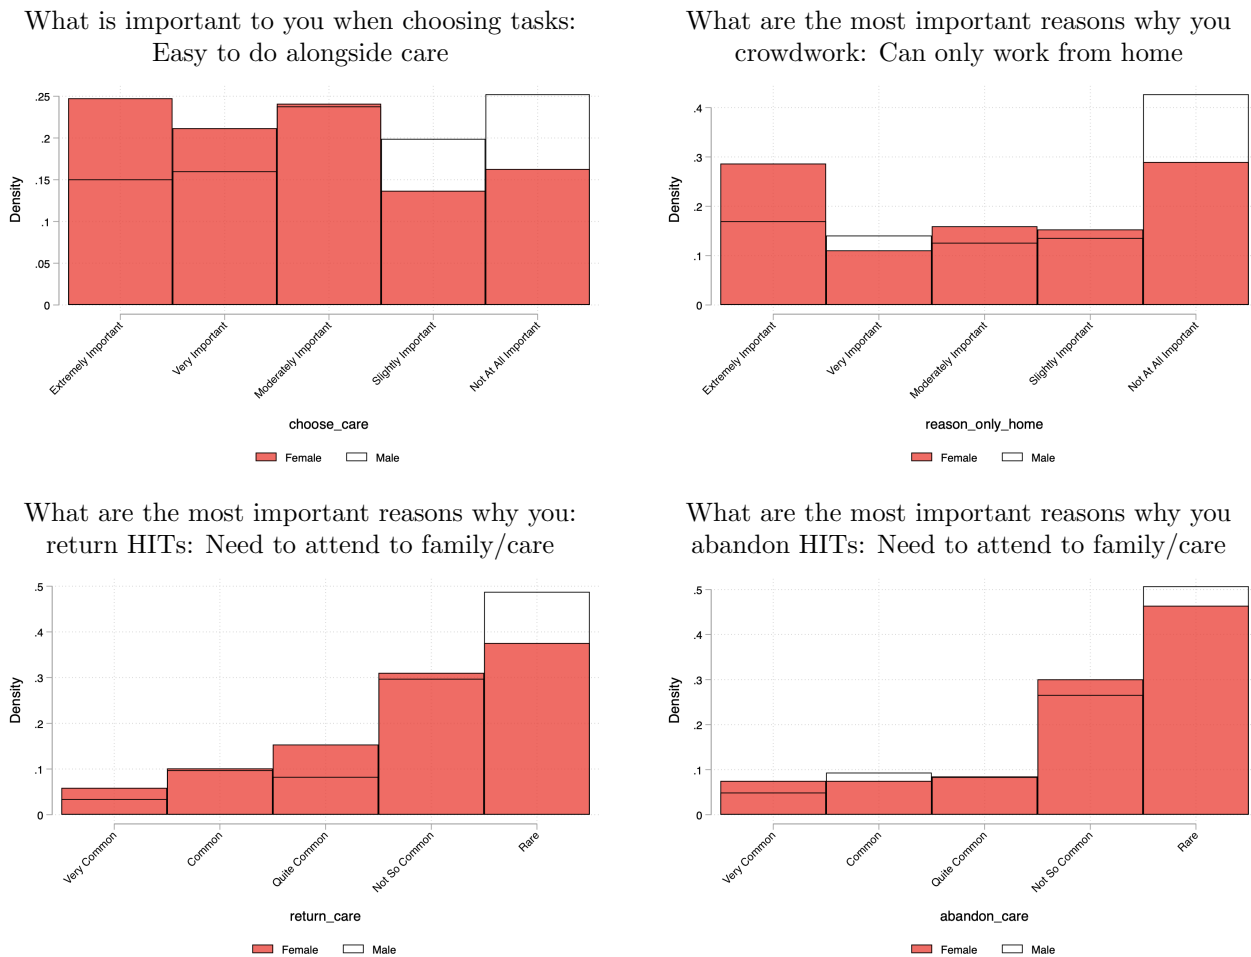 What is important to you when choosing tasks:
Easy to do alongside care
.25
.2
.15
.1
.05
0
Density
Extremely Important
Very Important
Moderately Important
Slightly Important
Not At All Important
choose_care
Female
Male
What are the most important reasons why you
crowdwork: Can only work from home
.4
.3
.2
.1
0
Density
Extremely Important
Very Important
Moderately Important
Slightly Important
Not At All Important
reason_only_home
Female
Male
What are the most important reasons why you:
return HITs: Need to attend to family/care
.5
.4
.3
.2
.1
0
Density
Very Common
Common
Quite Common
Not So Common
Rare
return_care
Female
Male
What are the most important reasons why you
abandon HITs: Need to attend to family/care
.5
.4
.3
.2
.1
0
Density
Very Common
Common
Quite Common
Not So Common
Rare
abandon_care
Female
Male